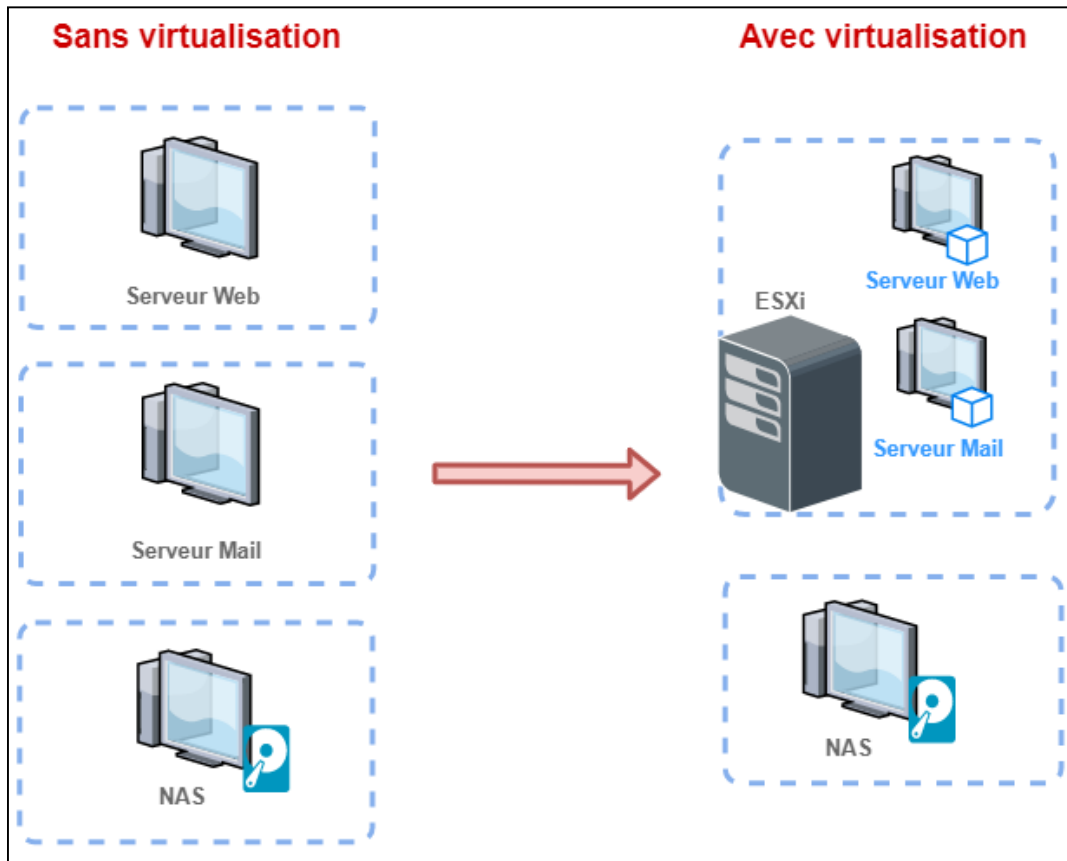 Sans virtualisation
Avec virtualisation
Serveur Web
Serveur Mail
NAS
ESXi
Serveur Web
Serveur Mail
NAS